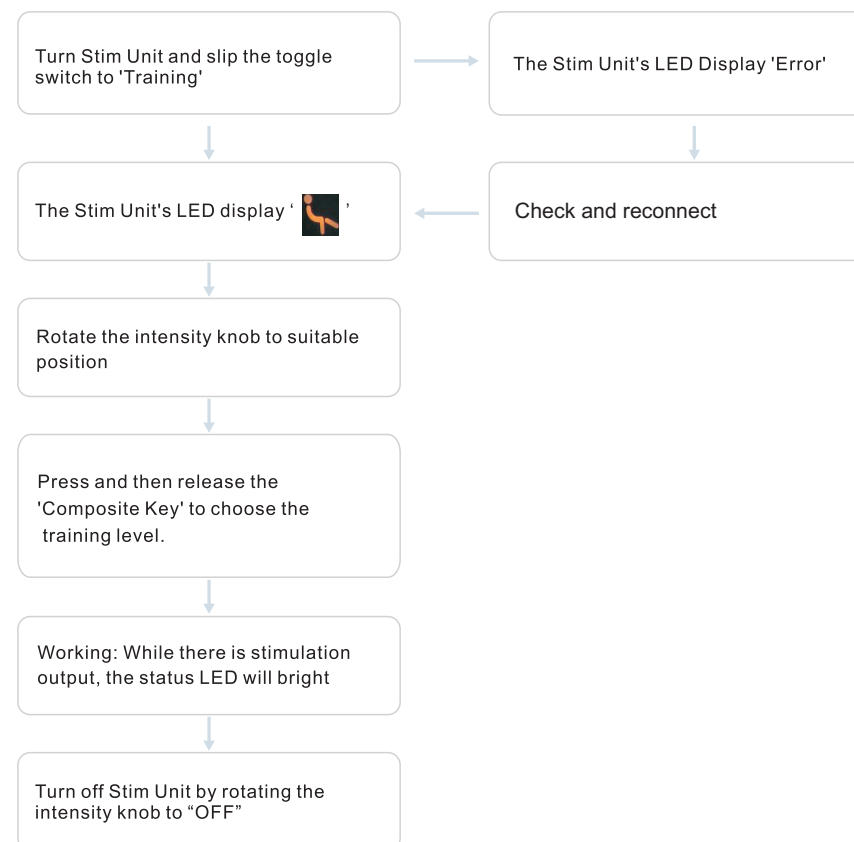 Turn Stim Unit and slip the toggle
switch to 'Training'
The Stim Unit's LED Display 'Error'
The Stim Unit's LED display ‘ ’
Check and reconnect
Rotate the intensity knob to suitable
position
Press and then release the
'Composite Key' to choose the
training level.
Working: While there is stimulation
output, the status LED will bright
Turn off Stim Unit by rotating the
intensity knob to “OFF”